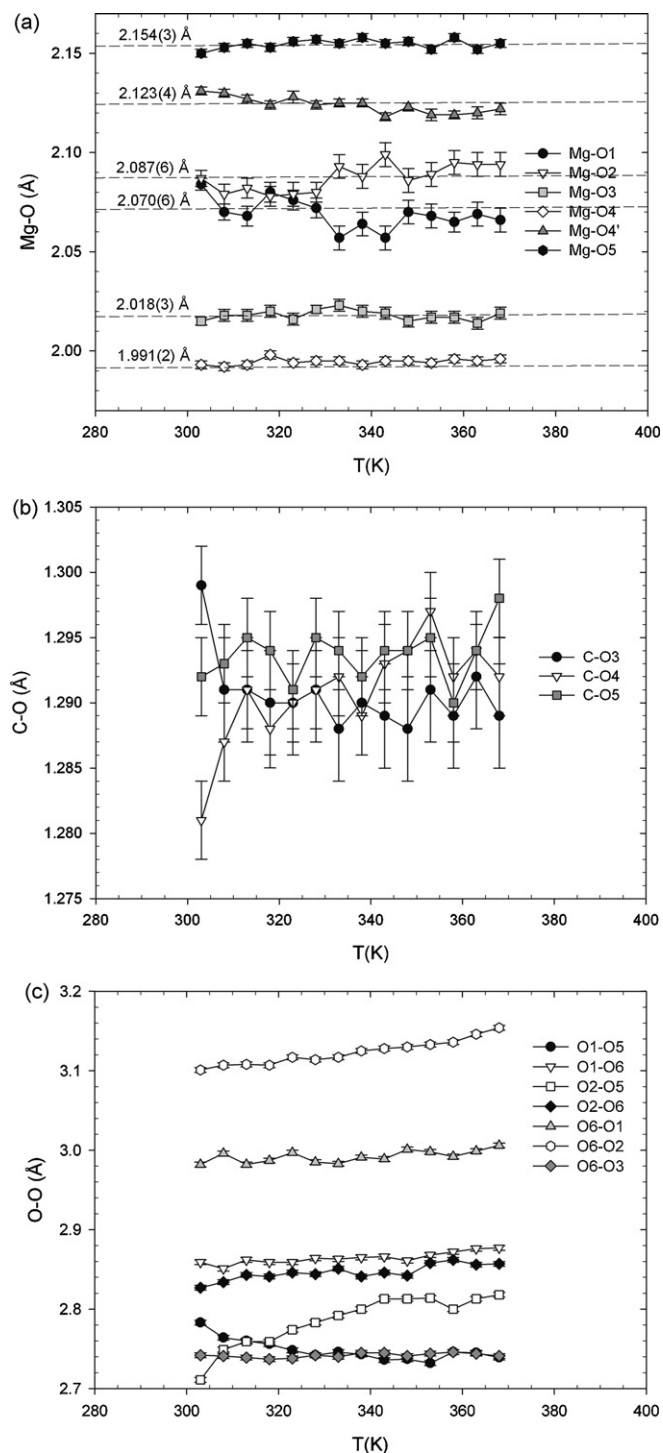 (a)
2.15
2.10
2.05
2.00
Mg-O (Å)
2.154(3) Å
2.123(4) Å
2.087(6) Å
2.070(6) Å
2.018(3) Å
1.991(2) Å
Mg-O1
Mg-O2
Mg-O3
Mg-O4
Mg-O4'
Mg-O5
280 300 320 340 360 380 400
T(K)
(b)
1.305
1.300
1.295
1.290
1.285
1.280
1.275
C-O (Å)
C-O3
C-O4
C-O5
280 300 320 340 360 380 400
T(K)
(c)
3.2
3.1
3.0
2.9
2.8
2.7
O-O (Å)
O1-O5
O1-O6
O2-O5
O2-O6
O6-O1
O6-O2
O6-O3
280 300 320 340 360 380 400
T(K)